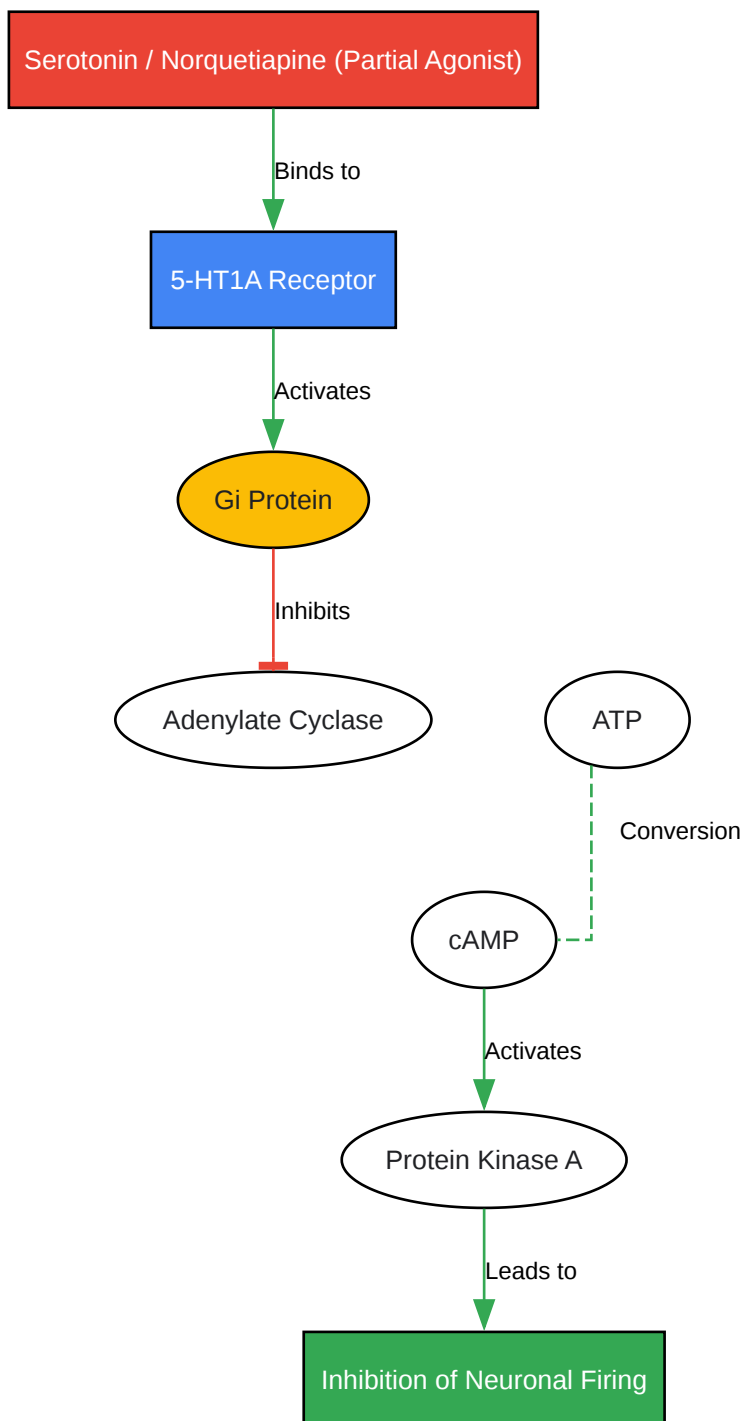 Serotonin / Norquetiapine (Partial Agonist)
Binds to
5-HT1A Receptor
Activates
Gi Protein
Inhibits
Adenylate Cyclase
ATP
Conversion
cAMP
Activates
Protein Kinase A
Leads to
Inhibition of Neuronal Firing